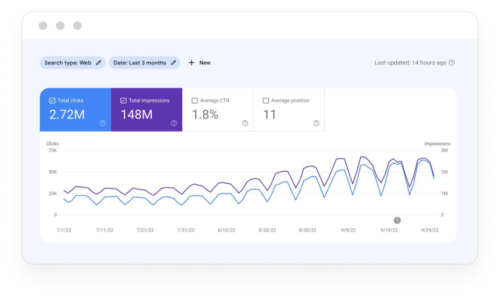 Search type: Web
Date: Last 3 months
+ New
Last updated: 14 hours ago
Total clicks
2.72M
Total impressions
148M
Average CTR
1.8%
Average position
11
Clicks
Impressions
75K
3M
50K
2M
25K
1M
0
0
7/1/22
7/11/22
7/21/22
7/31/22
8/10/22
8/20/22
8/30/22
9/9/22
9/19/22
9/29/22